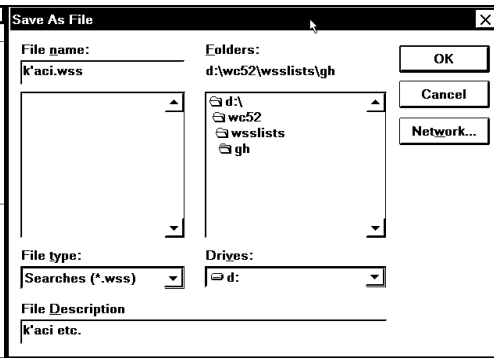 Save As File
File name:
k'aci.wss
Folders:
d:\wc52\wsslists\gh
OK
Cancel
Network...
d:\
wc52
wsslists
gh
File type:
Searches (*.wss)
Drives:
d:
File Description
k'aci etc.